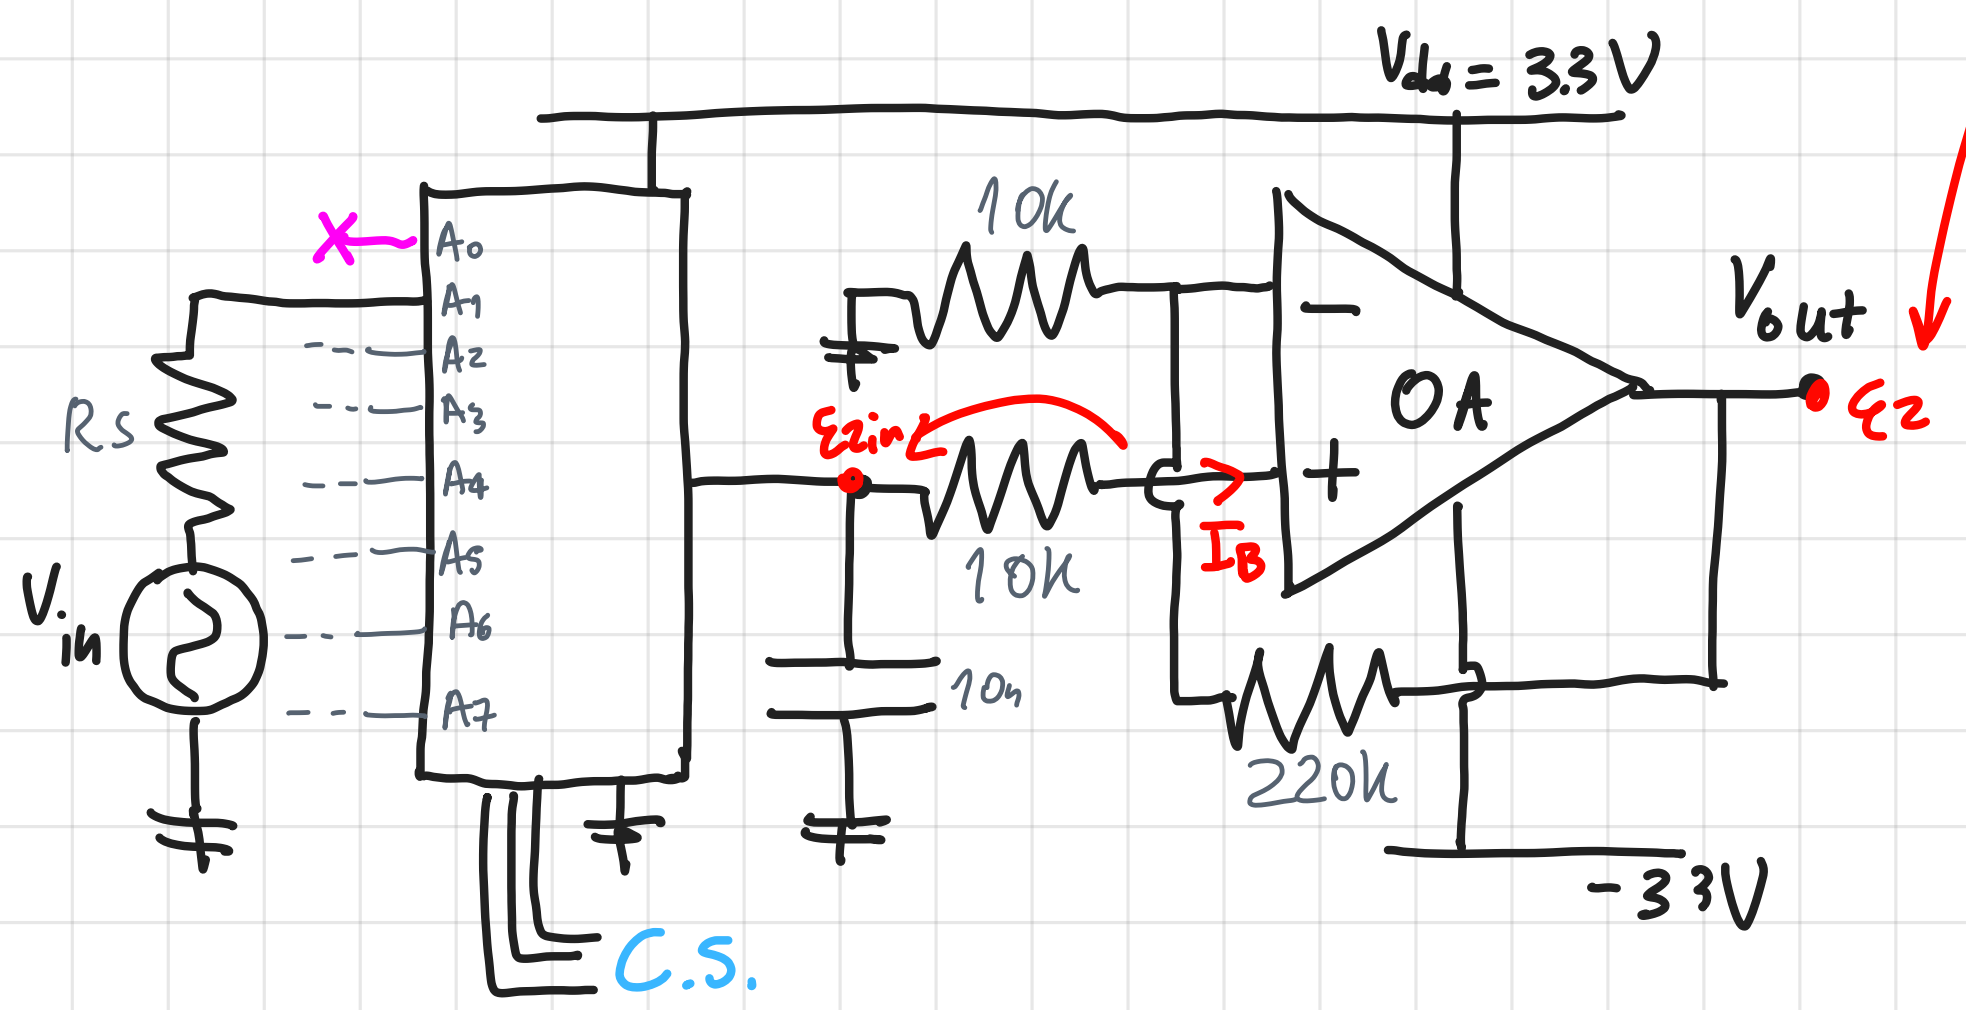 Vdd = 3.3V
10K
A0
A1
A2
A3
A4
A5
A6
A7
Rs
Vin
ε2in
10K
IB
-
+
OA
Vout
ε2
10n
220K
-3.3V
C.S.